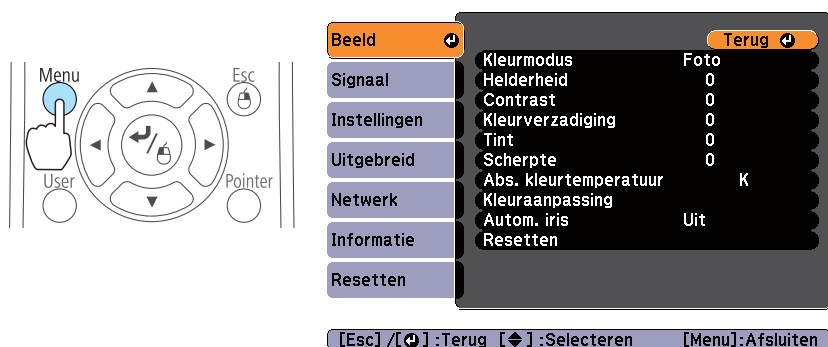 Menu
Esc
User
Pointer
Beeld
Signaal
Instellingen
Uitgebreid
Netwerk
Informatie
Resetten
Terug
Kleurmodus Foto
Helderheid 0
Contrast 0
Kleurverzadiging 0
Tint 0
Scherpte 0
Abs. kleurtemperatuur K
Kleuraanpassing
Autom. iris Uit
Resetten
[Esc] /[⏎] :Terug [◆] :Selecteren [Menu]:Afsluiten